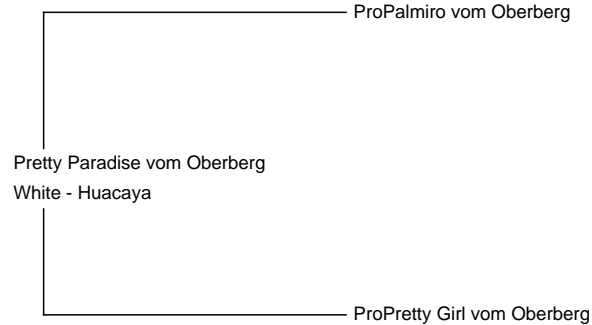 ProPalmiro vom Oberberg
Pretty Paradise vom Oberberg
White - Huacaya
ProPretty Girl vom Oberberg